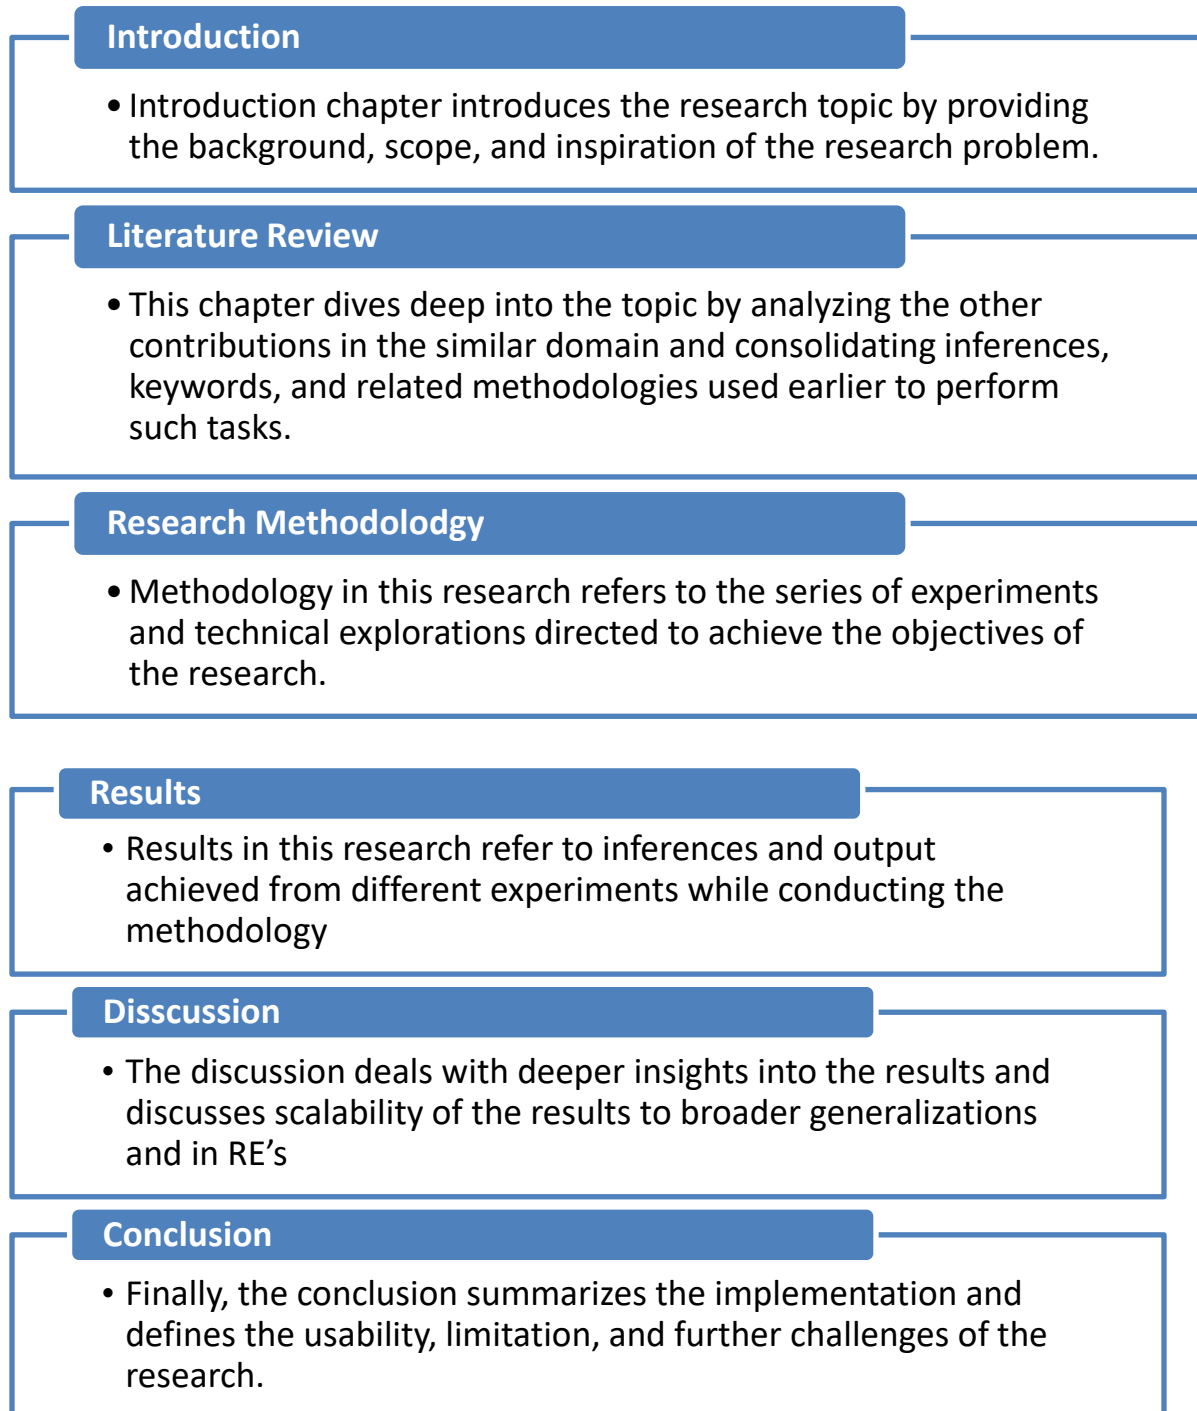 Introduction
• Introduction chapter introduces the research topic by providing
the background, scope, and inspiration of the research problem.
Literature Review
• This chapter dives deep into the topic by analyzing the other
contributions in the similar domain and consolidating inferences,
keywords, and related methodologies used earlier to perform
such tasks.
Research Methodolodgy
• Methodology in this research refers to the series of experiments
and technical explorations directed to achieve the objectives of
the research.
Results
• Results in this research refer to inferences and output
achieved from different experiments while conducting the
methodology
Disscussion
• The discussion deals with deeper insights into the results and
discusses scalability of the results to broader generalizations
and in RE’s
Conclusion
• Finally, the conclusion summarizes the implementation and
defines the usability, limitation, and further challenges of the
research.